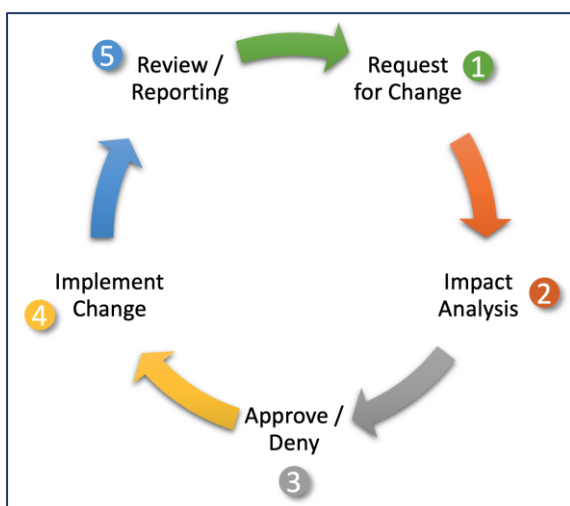 Request
for Change
1
Impact
Analysis
2
Approve /
Deny
3
Implement
Change
4
Review /
Reporting
5